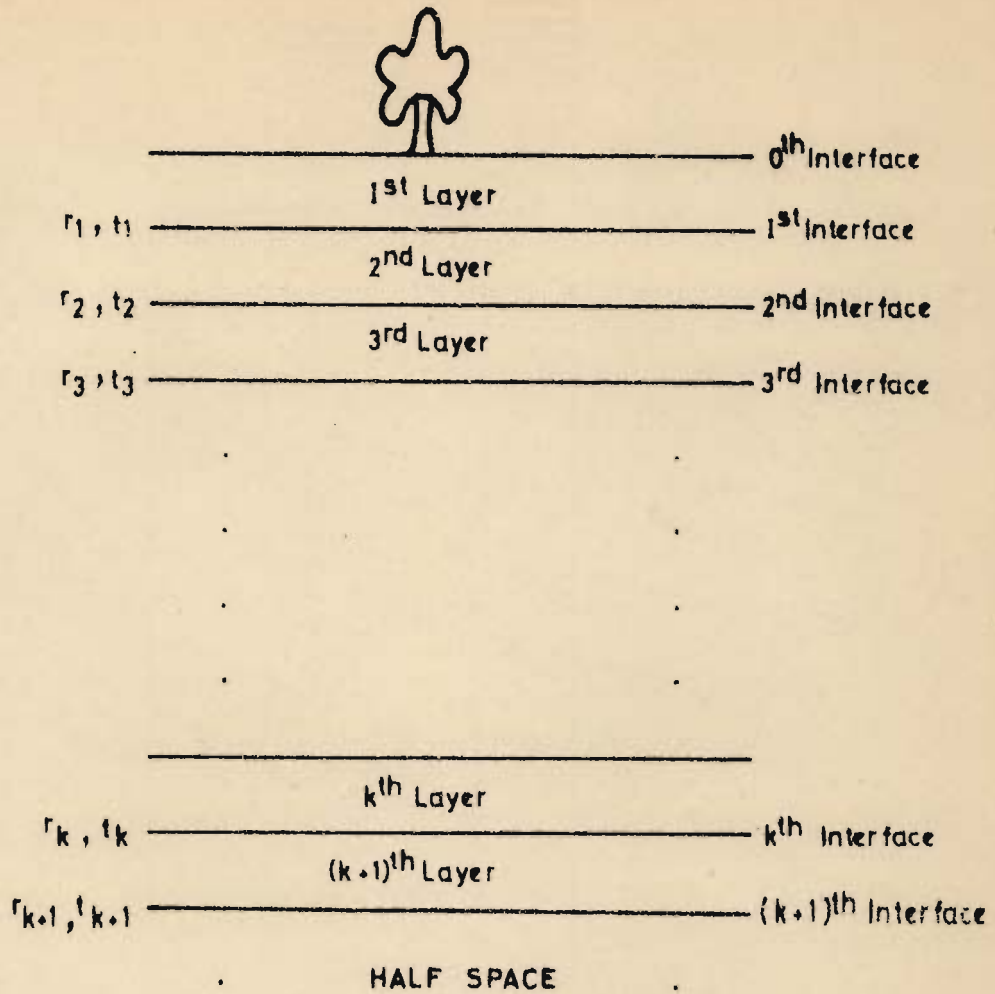 0th Interface
1st Layer
r1, t1 1st Interface
2nd Layer
r2, t2 2nd Interface
3rd Layer
r3, t3 3rd Interface
kth Layer
rk, tk kth Interface
(k+1)th Layer
rk+1, tk+1 (k+1)th Interface
HALF SPACE